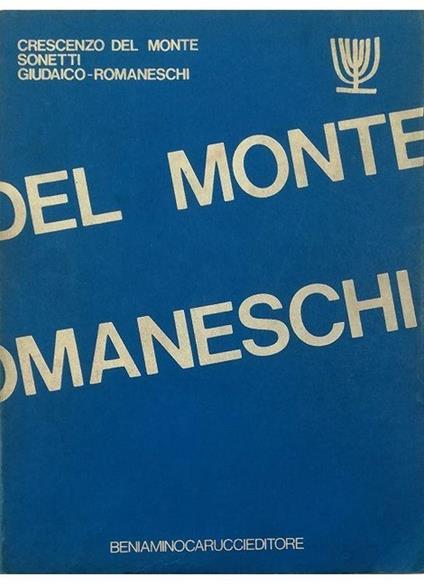 CRESCENZO DEL MONTE
SONETTI
GIUDAICO-ROMANESCHI
DEL MONTE
OMANESCHI
BENIAMINOCARUCCIEDITORE